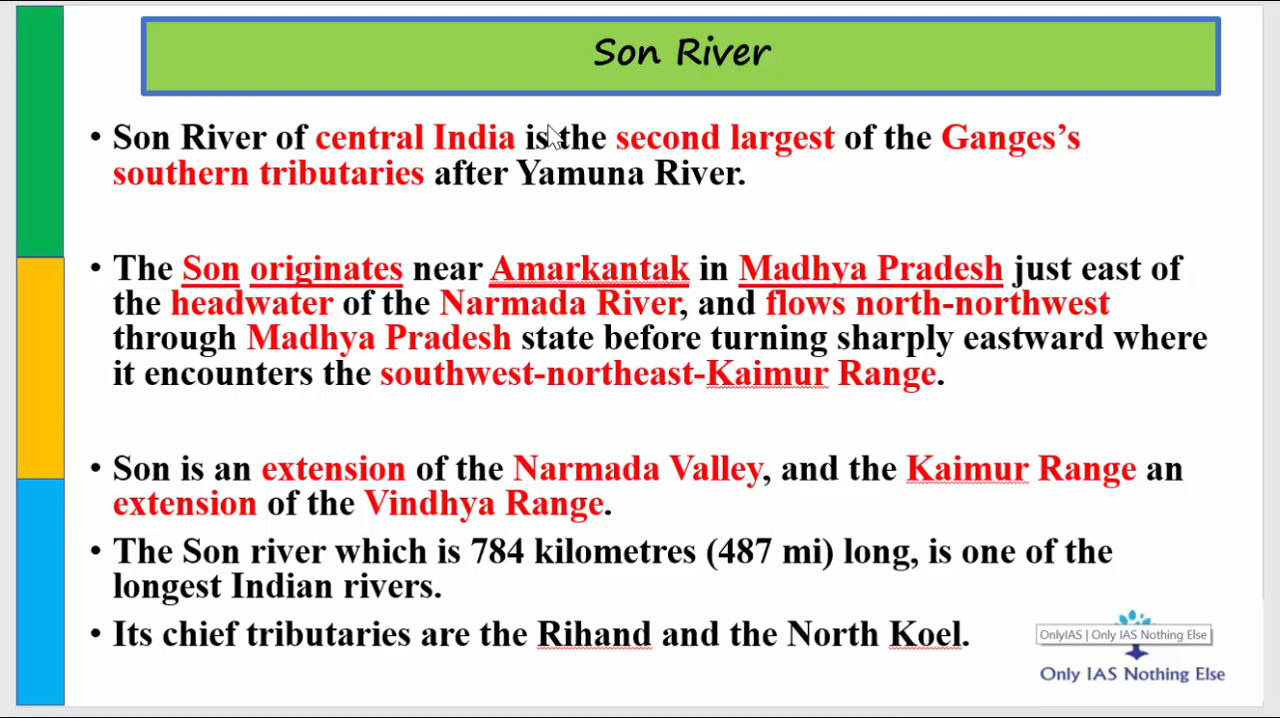 Son River
• Son River of central India is the second largest of the Ganges’s
southern tributaries after Yamuna River.
• The Son originates near Amarkantak in Madhya Pradesh just east of
the headwater of the Narmada River, and flows north-northwest
through Madhya Pradesh state before turning sharply eastward where
it encounters the southwest-northeast-Kaimur Range.
• Son is an extension of the Narmada Valley, and the Kaimur Range an
extension of the Vindhya Range.
• The Son river which is 784 kilometres (487 mi) long, is one of the
longest Indian rivers.
• Its chief tributaries are the Rihand and the North Koel.
OnlyIAS | Only IAS Nothing Else
Only IAS Nothing Else